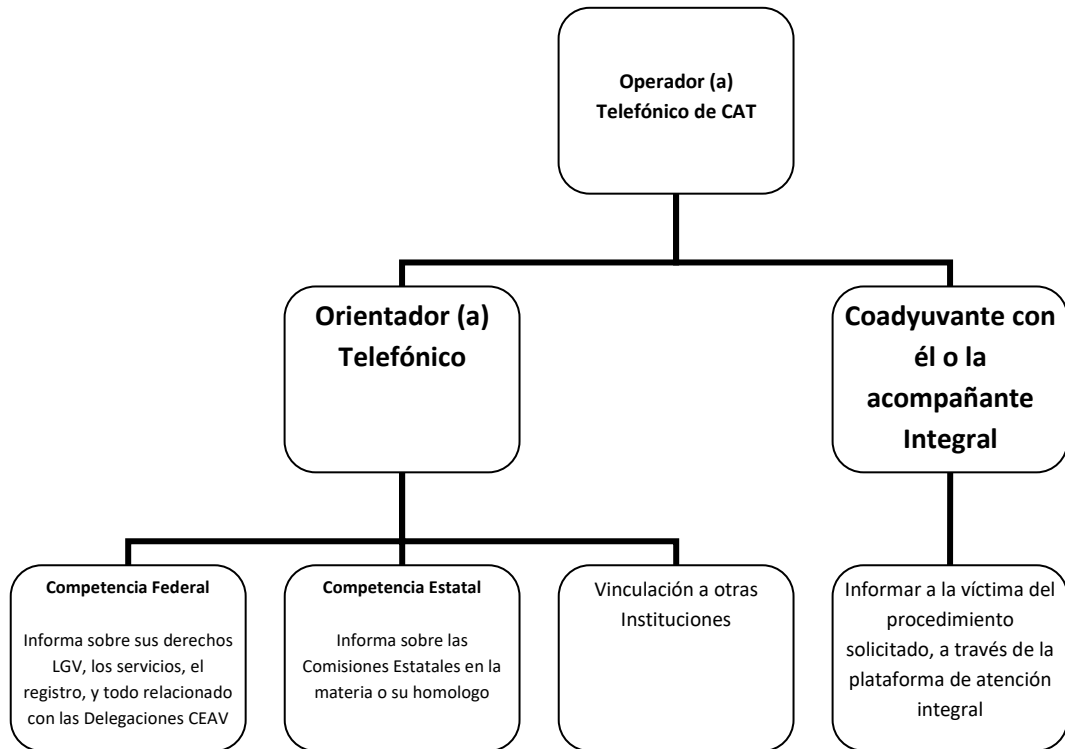 Operador (a)
Telefónico de CAT
Orientador (a)
Telefónico
Coadyuvante con
él o la
acompañante
Integral
Competencia Federal
Informa sobre sus derechos
LGV, los servicios, el
registro, y todo relacionado
con las Delegaciones CEAV
Competencia Estatal
Informa sobre las
Comisiones Estatales en la
materia o su homologo
Vinculación a otras
Instituciones
Informar a la víctima del
procedimiento
solicitado, a través de la
plataforma de atención
integral